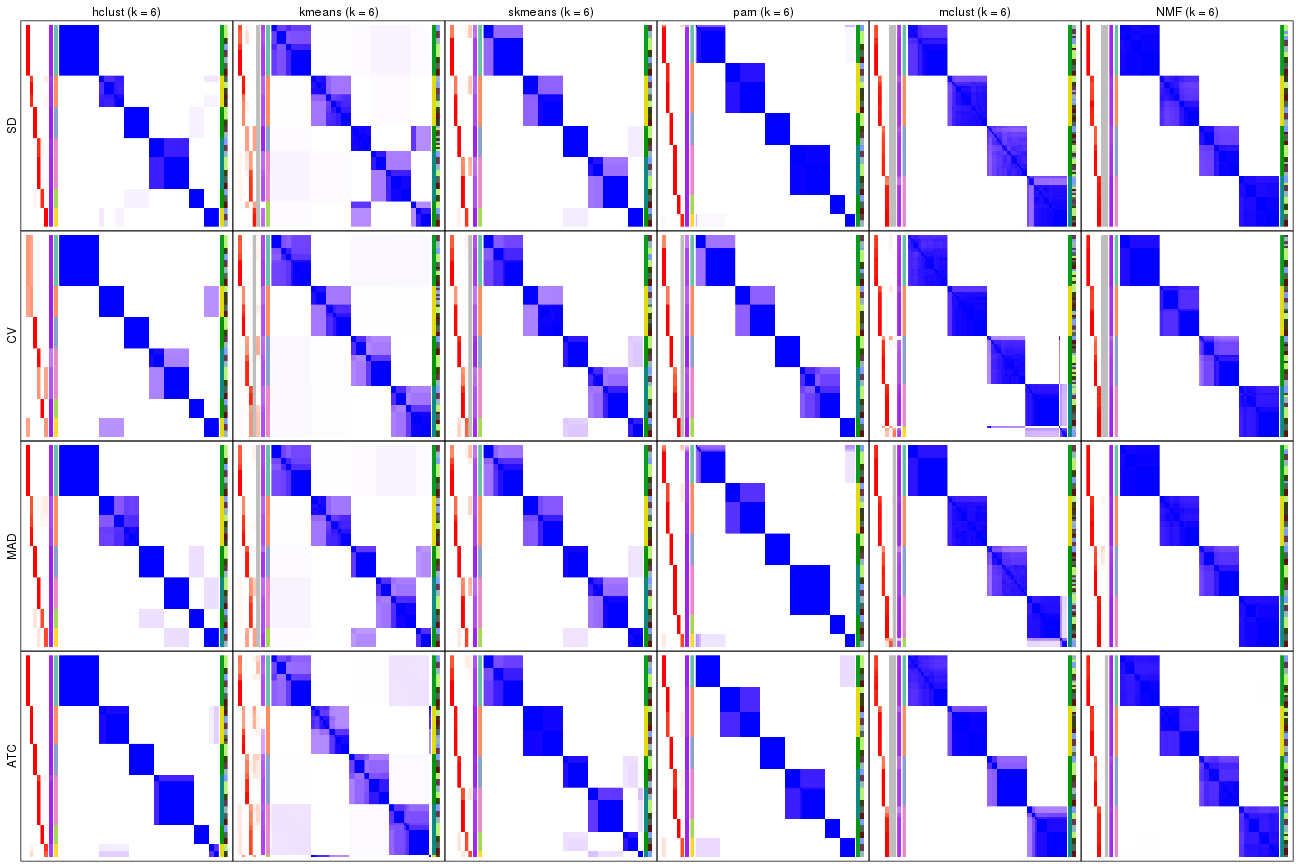 hclust (k = 6)
kmeans (k = 6)
skmeans (k = 6)
pam (k = 6)
mclust (k = 6)
NMF (k = 6)
SD
CV
MAD
ATC